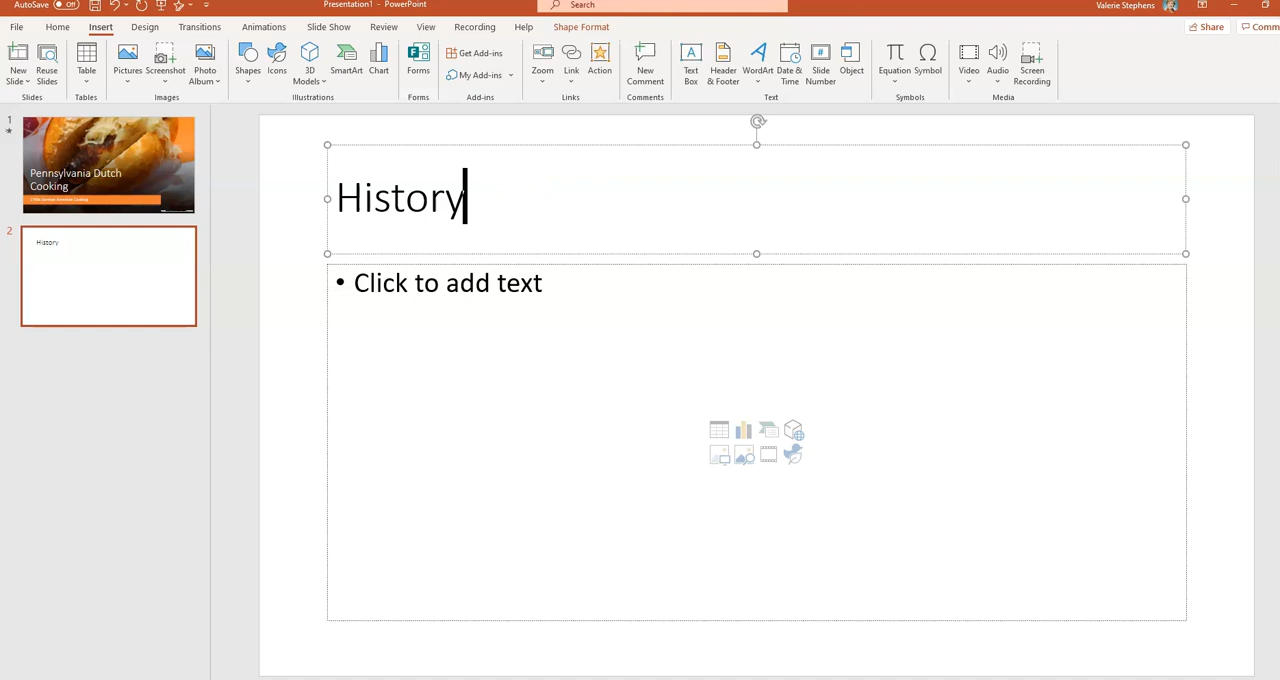 AutoSave Off Presentation1 - PowerPoint Search Valerie Stephens
File Home Insert Design Transitions Animations Slide Show Review View Recording Help Shape Format Share Comm
New Slide Reuse Slides Table Pictures Screenshot Photo Album Shapes Icons 3D Models SmartArt Chart Forms Get Add-ins My Add-ins Zoom Link Action New Comment Text Box Header & Footer WordArt Date & Time Slide Number Object Equation Symbol Video Audio Screen Recording
Slides Tables Images Illustrations Forms Add-ins Links Comments Text Symbols Media
1
Pennsylvania Dutch
Cooking
2
History
History
• Click to add text